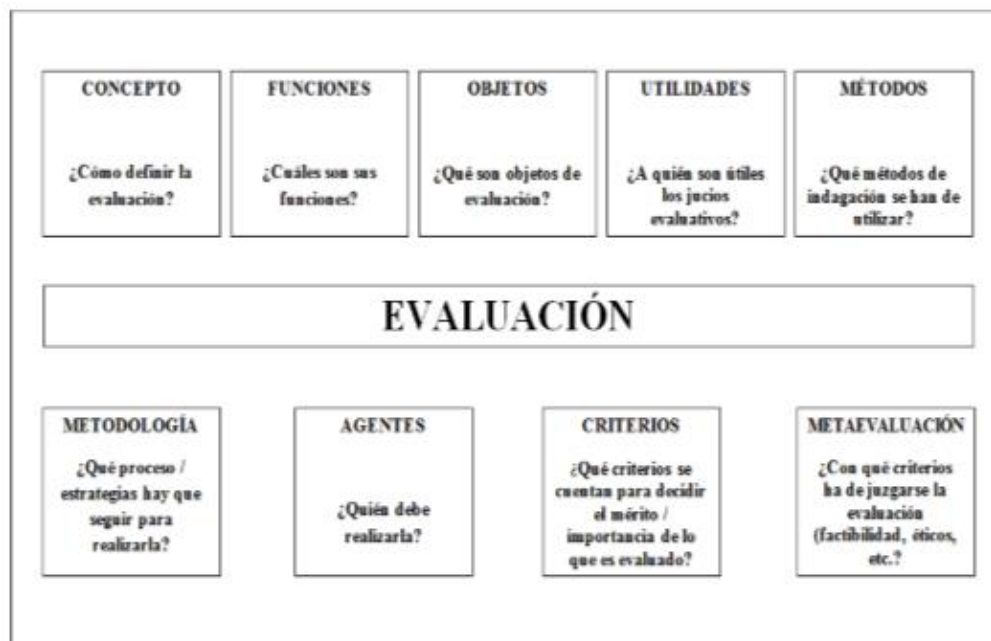 CONCEPTO
¿Cómo definir la
evaluación?
FUNCIONES
¿Cuáles son sus
funciones?
OBJETOS
¿Qué son objetos de
evaluación?
UTILIDADES
¿A quién son útiles
los jucios
evaluativos?
MÉTODOS
¿Qué métodos de
indagación se han de
utilizar?
EVALUACIÓN
METODOLOGÍA
¿Qué proceso /
estrategias hay que
seguir para
realizarla?
AGENTES
¿Quién debe
realizarla?
CRITERIOS
¿Qué criterios se
cuentan para decidir
el mérito /
importancia de lo
que es evaluado?
METAEVALUACIÓN
¿Con qué criterios
ha de juzgarse la
evaluación
(factibilidad, éticos,
etc.?